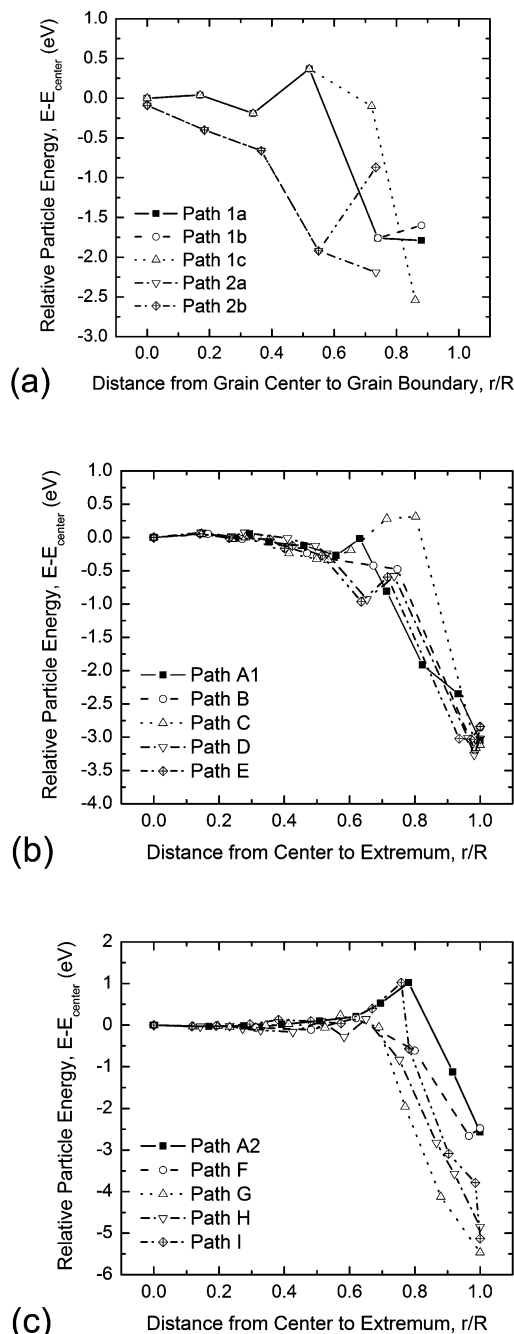 1.0
0.5
0.0
-0.5
-1.0
-1.5
-2.0
-2.5
-3.0
Relative Particle Energy, E-Ecenter (eV)
Path 1a
Path 1b
Path 1c
Path 2a
Path 2b
0.0 0.2 0.4 0.6 0.8 1.0
(a)
Distance from Grain Center to Grain Boundary, r/R
1.0
0.5
0.0
-0.5
-1.0
-1.5
-2.0
-2.5
-3.0
-3.5
-4.0
Relative Particle Energy, E-Ecenter (eV)
Path A1
Path B
Path C
Path D
Path E
0.0 0.2 0.4 0.6 0.8 1.0
(b)
Distance from Center to Extremum, r/R
2
1
0
-1
-2
-3
-4
-5
-6
Relative Particle Energy, E-Ecenter (eV)
Path A2
Path F
Path G
Path H
Path I
0.0 0.2 0.4 0.6 0.8 1.0
(c)
Distance from Center to Extremum, r/R